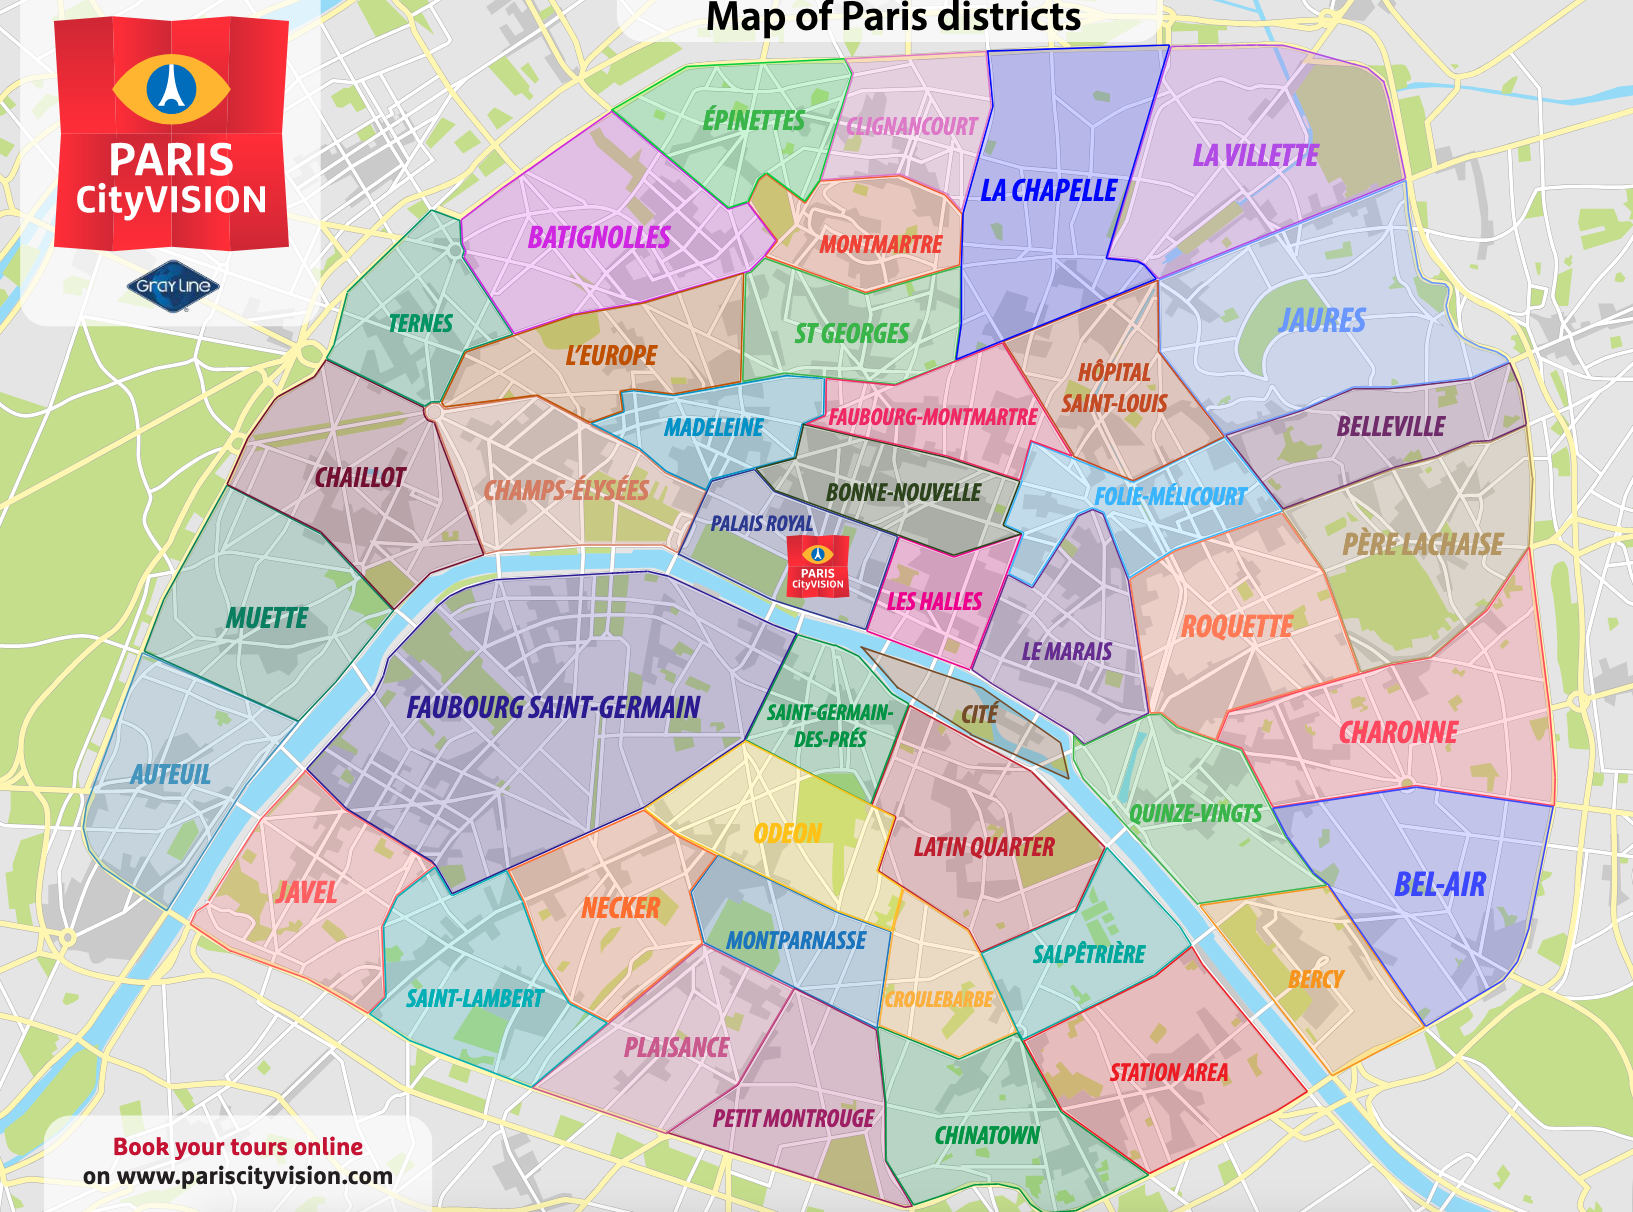 Map of Paris districts
PARIS
CityVISION
GRAY LINE
ÉPINETTES
CLIGNANCOURT
LA CHAPELLE
LA VILLETTE
BATIGNOLLES
MONTMARTRE
TERNES
L'EUROPE
ST GEORGES
JAURES
HÔPITAL
SAINT-LOUIS
MADELEINE
FAUBOURG-MONTMARTRE
BELLEVILLE
CHAILLOT
CHAMPS-ÉLYSÉES
BONNE-NOUVELLE
FOLIE-MÉLICOURT
PALAIS ROYAL
PARIS
CityVISION
PÈRE LACHAISE
MUETTE
LES HALLES
ROQUETTE
LE MARAIS
FAUBOURG SAINT-GERMAIN
SAINT-GERMAIN-
DES-PRÉS
CITÉ
CHARONNE
AUTEUIL
ODEON
QUINZE-VINGTS
LATIN QUARTER
JAVEL
NECKER
BEL-AIR
MONTPARNASSE
SALPÊTRIÈRE
BERCY
SAINT-LAMBERT
CROULEBARBE
PLAISANCE
STATION AREA
PETIT MONTROUGE
CHINATOWN
Book your tours online
on www.pariscityvision.com